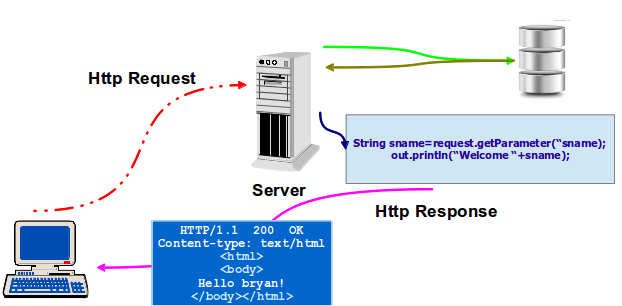 Http Request
String sname=request.getParameter(“sname);
out.println(“Welcome “+sname);
Server
Http Response
HTTP/1.1 200 OK
Content-type: text/html
<html>
<body>
Hello bryan!
</body></html>